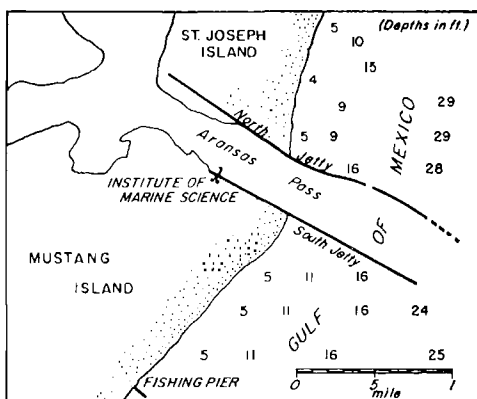 ST. JOSEPH
ISLAND
(Depths in ft.)
5
10
15
4
9
29
5 9
29
16
28
North Jetty
Aransas Pass
GULF OF MEXICO
INSTITUTE OF
MARINE SCIENCE
South Jetty
MUSTANG
ISLAND
5 11 16
5 11 16 24
5 11 16 25
FISHING PIER
0 5 1
mile